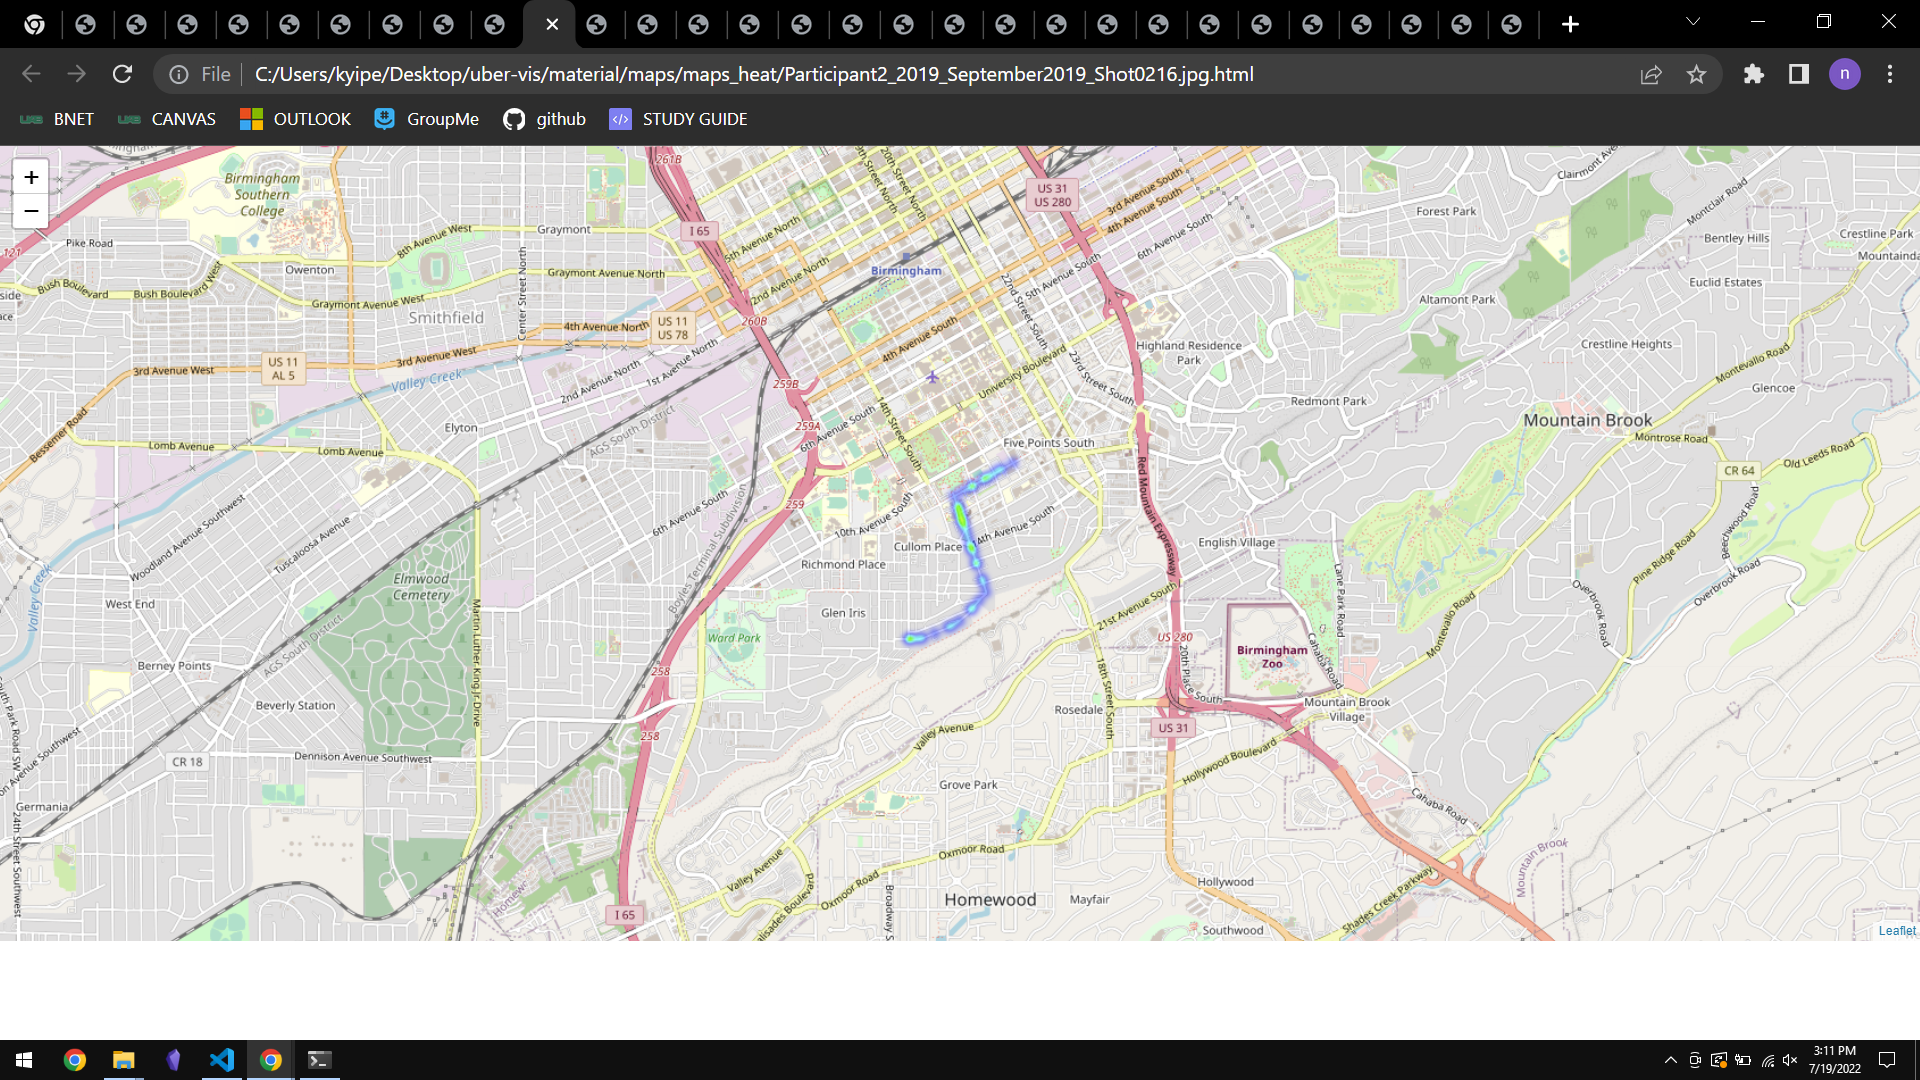 File C:/Users/kyipe/Desktop/uber-vis/material/maps/maps_heat/Participant2_2019_September2019_Shot0216.jpg.html
n
BNET CANVAS OUTLOOK GroupMe github STUDY GUIDE
+
−
Birmingham
Southern
College
Pike Road
121
Graymont
8th Avenue West
Owenton
Bush Boulevard
Bush Boulevard West
Graymont Avenue North
Graymont Avenue West
Center Street North
Smithfield
4th Avenue North
US 11
US 78
US 11
AL 5
3rd Avenue West
3rd Avenue West
Valley Creek
2nd Avenue North
1st Avenue North
261B
I 65
5th Avenue North
2nd Avenue North
20th Street North
260B
Birmingham
US 31
US 280
3rd Avenue South
4th Avenue South
6th Avenue South
5th Avenue South
22nd Street South
23rd Street South
4th Avenue South
University Boulevard
259B
259A
6th Avenue South
14th Street South
Five Points South
Highland Residence
Park
Redmont Park
Forest Park
Clairmont Ave
Montclair Road
Bentley Hills
Crestline Park
Mountainda
Euclid Estates
Altamont Park
Crestline Heights
Montevallo Road
Glencoe
Mountain Brook
Montrose Road
CR 64
Old Leeds Road
Bessemer Road
Lomb Avenue
Lomb Avenue
Elyton
AGS South District
6th Avenue South
Boyles Terminal Subdivision
259
10th Avenue South
Cullom Place
14th Avenue South
Richmond Place
Glen Iris
Ward Park
Woodland Avenue Southwest
Tuscaloosa Avenue
Valley Creek
West End
Elmwood
Cemetery
Martin Luther King Jr. Drive
AGS South District
Berney Points
Beverly Station
Dennison Avenue Southwest
CR 18
Germania
24th Street Southwest
258
258
I 65
Red Mountain Expressway
English Village
21st Avenue South
US 280
20th Place South
Birmingham
Zoo
Lane Park Road
Cahaba Road
Montevallo Road
Pine Ridge Road
Beechwood Road
Overbrook Road
Overbrook Road
Mountain Brook
Village
Rosedale
18th Street South
US 31
Hollywood Boulevard
Valley Avenue
Grove Park
Oxmoor Road
Valley Avenue
Oxmoor Road
Homewood
Mayfair
Hollywood
Southwood
Cahaba Road
Shades Creek Parkway
Mountain Brook
Leaflet
3:11 PM
7/19/2022